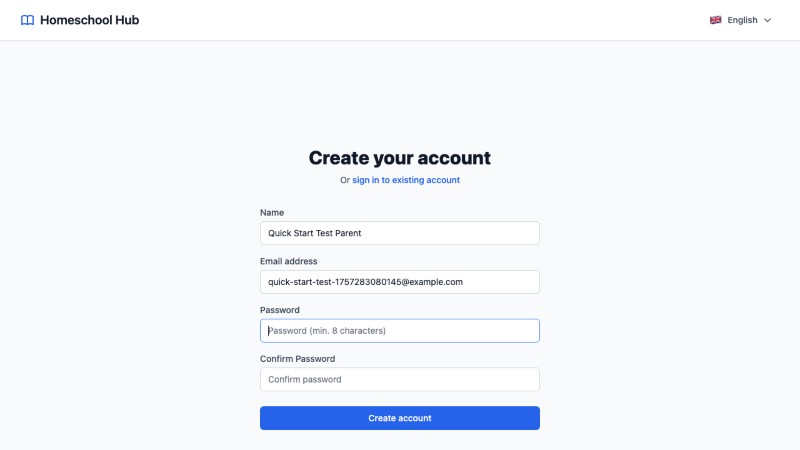 Homeschool Hub
English
Create your account
Or sign in to existing account
Name
Quick Start Test Parent
Email address
quick-start-test-1757283080145@example.com
Password
Password (min. 8 characters)
Confirm Password
Confirm password
Create account